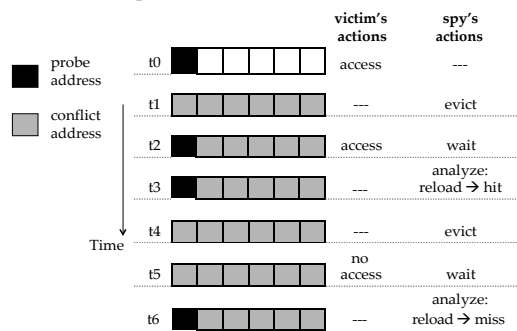 victim's spy's
actions actions
probe
address
conflict
address
Time
t0 access ---
t1 --- evict
t2 access wait
analyze:
t3 --- reload → hit
t4 --- evict
no
t5 access wait
analyze:
t6 --- reload → miss